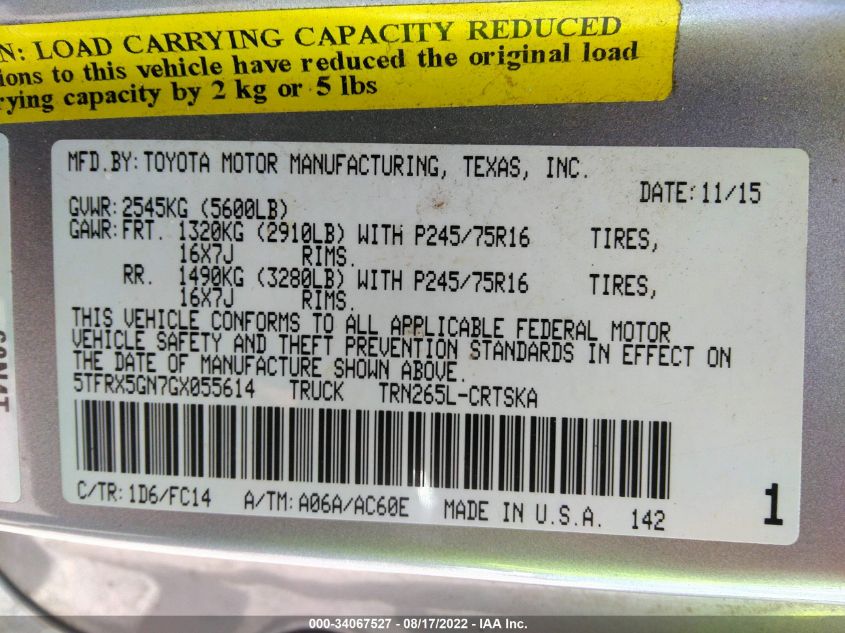 N: LOAD CARRYING CAPACITY REDUCED
ions to this vehicle have reduced the original load
rying capacity by 2 kg or 5 lbs
MFD.BY:TOYOTA MOTOR MANUFACTURING, TEXAS, INC.
DATE:11/15
GVWR:2545KG (5600LB)
GAWR:FRT. 1320KG (2910LB) WITH P245/75R16 TIRES,
16X7J RIMS.
RR. 1490KG (3280LB) WITH P245/75R16 TIRES,
16X7J RIMS.
THIS VEHICLE CONFORMS TO ALL APPLICABLE FEDERAL MOTOR
VEHICLE SAFETY AND THEFT PREVENTION STANDARDS IN EFFECT ON
THE DATE OF MANUFACTURE SHOWN ABOVE.
5TFRX5GN7GX055614 TRUCK TRN265L-CRTSKA
C/TR:1D6/FC14 A/TM:A06A/AC60E MADE IN U.S.A. 142
1
000-34067527 - 08/17/2022 - IAA Inc.